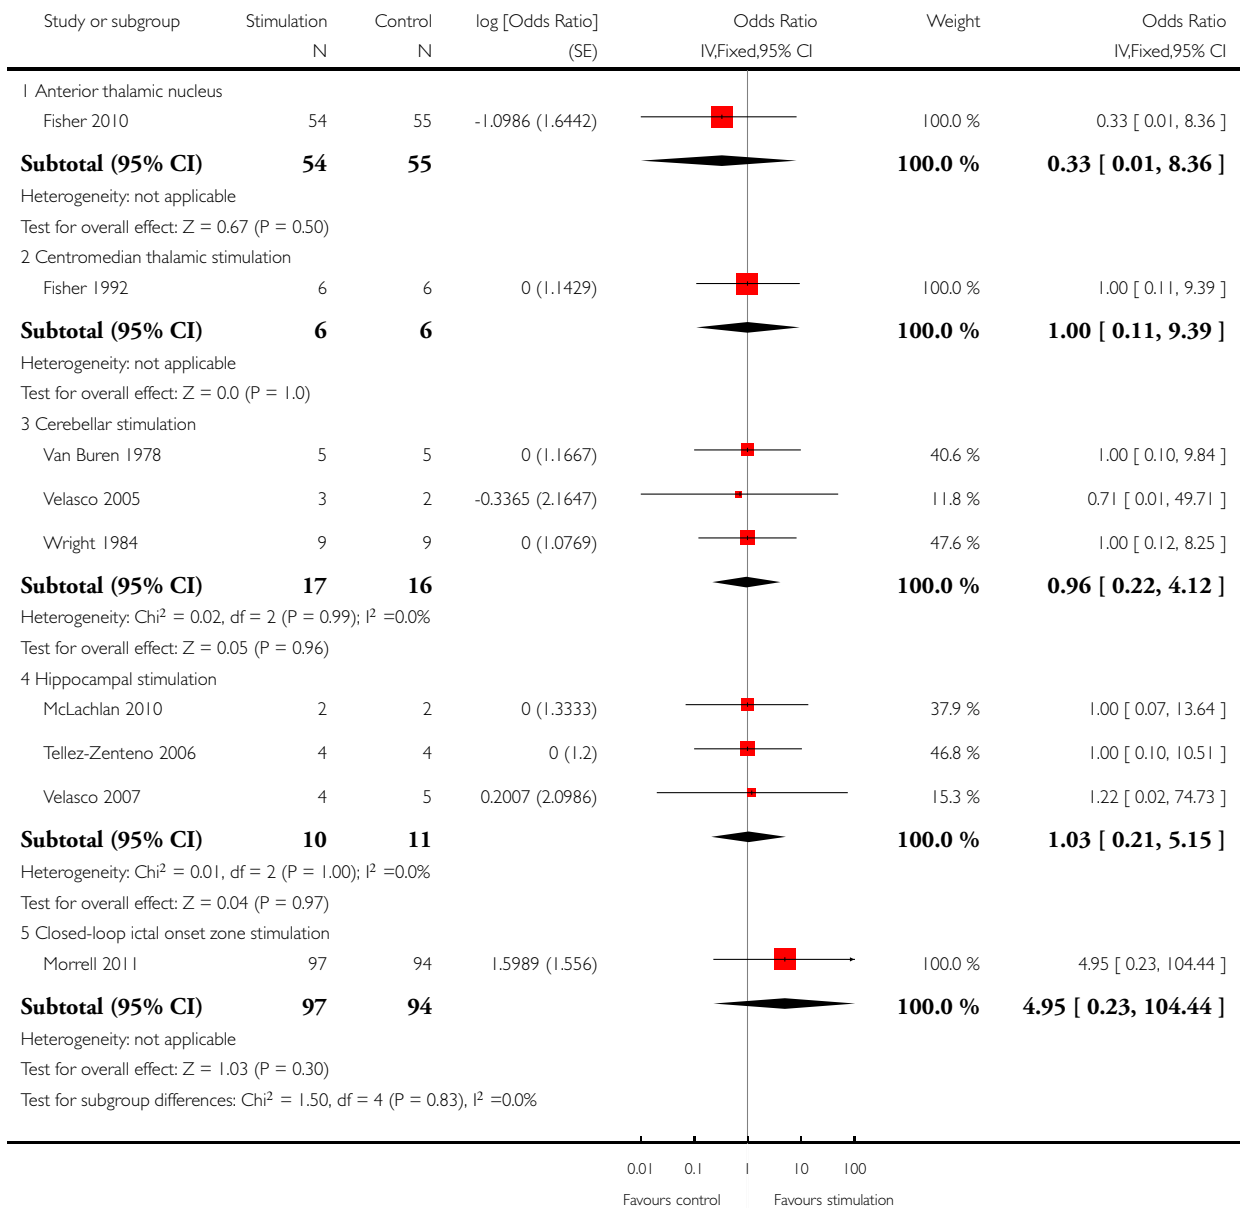 Study or subgroup Stimulation Control log [Odds Ratio] Odds Ratio Weight Odds Ratio
N N (SE) IV,Fixed,95% CI IV,Fixed,95% CI
1 Anterior thalamic nucleus
Fisher 2010 54 55 -1.0986 (1.6442) 100.0 % 0.33 [ 0.01, 8.36 ]
Subtotal (95% CI) 54 55 100.0 % 0.33 [ 0.01, 8.36 ]
Heterogeneity: not applicable
Test for overall effect: Z = 0.67 (P = 0.50)
2 Centromedian thalamic stimulation
Fisher 1992 6 6 0 (1.1429) 100.0 % 1.00 [ 0.11, 9.39 ]
Subtotal (95% CI) 6 6 100.0 % 1.00 [ 0.11, 9.39 ]
Heterogeneity: not applicable
Test for overall effect: Z = 0.0 (P = 1.0)
3 Cerebellar stimulation
Van Buren 1978 5 5 0 (1.1667) 40.6 % 1.00 [ 0.10, 9.84 ]
Velasco 2005 3 2 -0.3365 (2.1647) 11.8 % 0.71 [ 0.01, 49.71 ]
Wright 1984 9 9 0 (1.0769) 47.6 % 1.00 [ 0.12, 8.25 ]
Subtotal (95% CI) 17 16 100.0 % 0.96 [ 0.22, 4.12 ]
Heterogeneity: Chi² = 0.02, df = 2 (P = 0.99); I² =0.0%
Test for overall effect: Z = 0.05 (P = 0.96)
4 Hippocampal stimulation
McLachlan 2010 2 2 0 (1.3333) 37.9 % 1.00 [ 0.07, 13.64 ]
Tellez-Zenteno 2006 4 4 0 (1.2) 46.8 % 1.00 [ 0.10, 10.51 ]
Velasco 2007 4 5 0.2007 (2.0986) 15.3 % 1.22 [ 0.02, 74.73 ]
Subtotal (95% CI) 10 11 100.0 % 1.03 [ 0.21, 5.15 ]
Heterogeneity: Chi² = 0.01, df = 2 (P = 1.00); I² =0.0%
Test for overall effect: Z = 0.04 (P = 0.97)
5 Closed-loop ictal onset zone stimulation
Morrell 2011 97 94 1.5989 (1.556) 100.0 % 4.95 [ 0.23, 104.44 ]
Subtotal (95% CI) 97 94 100.0 % 4.95 [ 0.23, 104.44 ]
Heterogeneity: not applicable
Test for overall effect: Z = 1.03 (P = 0.30)
Test for subgroup differences: Chi² = 1.50, df = 4 (P = 0.83), I² =0.0%
0.01 0.1 1 10 100
Favours control Favours stimulation